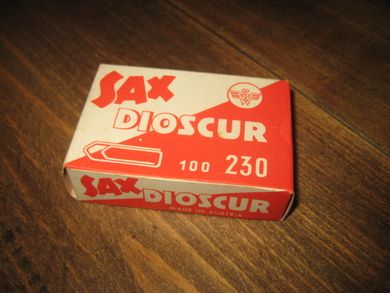 SAX
DIOSCUR
100 230
SAX DIOSCUR
MADE IN AUSTRIA